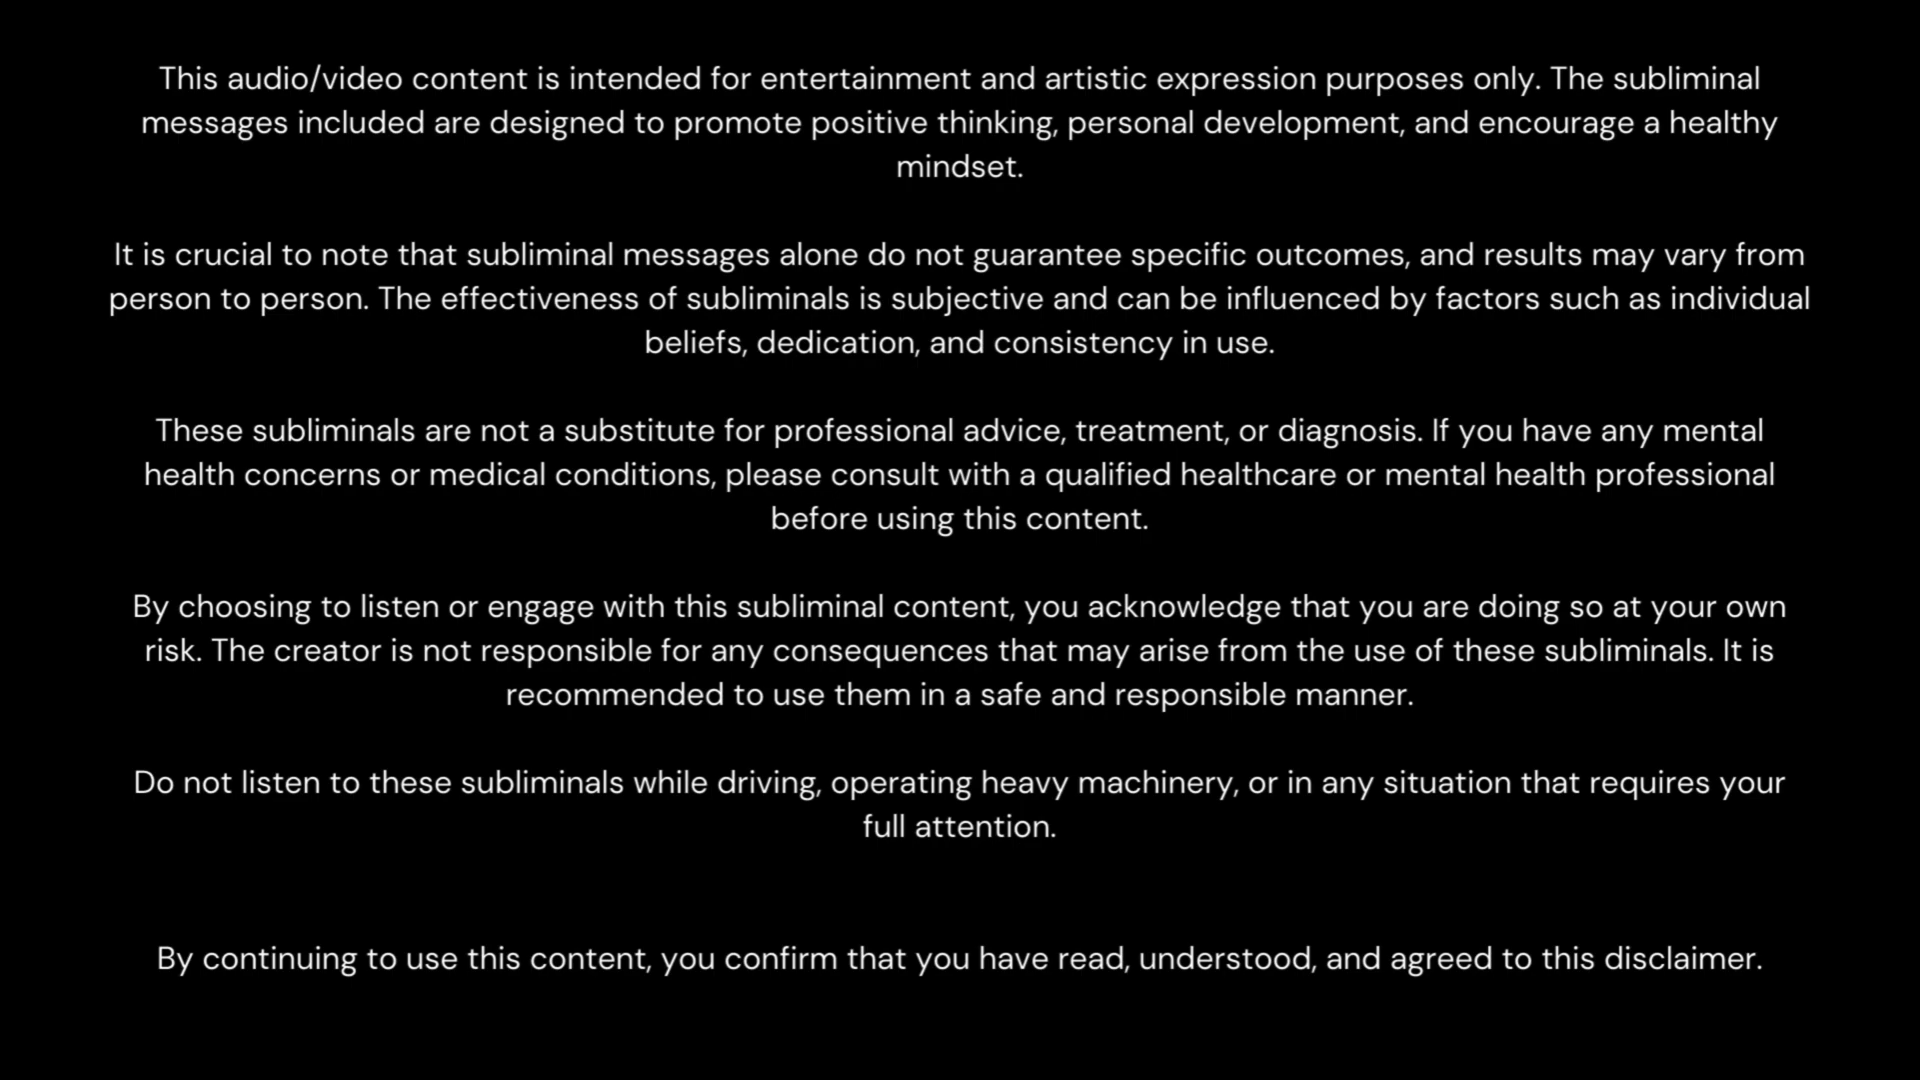 This audio/video content is intended for entertainment and artistic expression purposes only. The subliminal
messages included are designed to promote positive thinking, personal development, and encourage a healthy
mindset.
It is crucial to note that subliminal messages alone do not guarantee specific outcomes, and results may vary from
person to person. The effectiveness of subliminals is subjective and can be influenced by factors such as individual
beliefs, dedication, and consistency in use.
These subliminals are not a substitute for professional advice, treatment, or diagnosis. If you have any mental
health concerns or medical conditions, please consult with a qualified healthcare or mental health professional
before using this content.
By choosing to listen or engage with this subliminal content, you acknowledge that you are doing so at your own
risk. The creator is not responsible for any consequences that may arise from the use of these subliminals. It is
recommended to use them in a safe and responsible manner.
Do not listen to these subliminals while driving, operating heavy machinery, or in any situation that requires your
full attention.
By continuing to use this content, you confirm that you have read, understood, and agreed to this disclaimer.